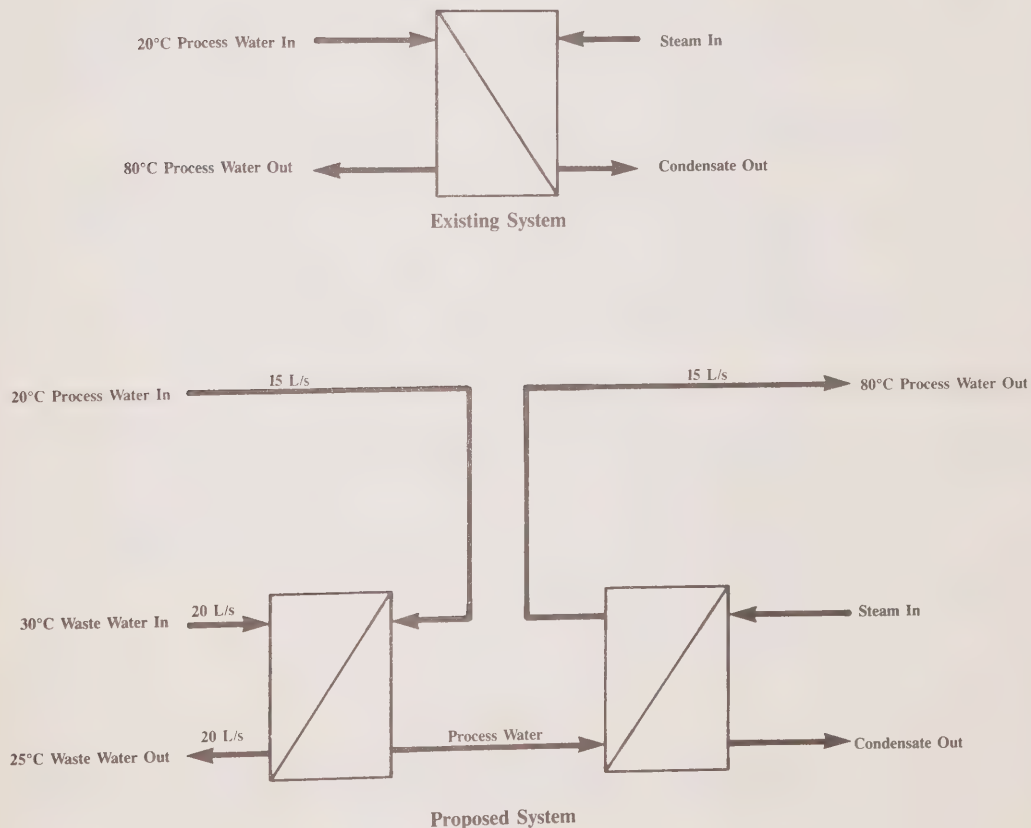 20°C Process Water In
Steam In
80°C Process Water Out
Condensate Out
Existing System
20°C Process Water In
15 L/s
15 L/s
80°C Process Water Out
30°C Waste Water In
20 L/s
Steam In
25°C Waste Water Out
20 L/s
Process Water
Condensate Out
Proposed System